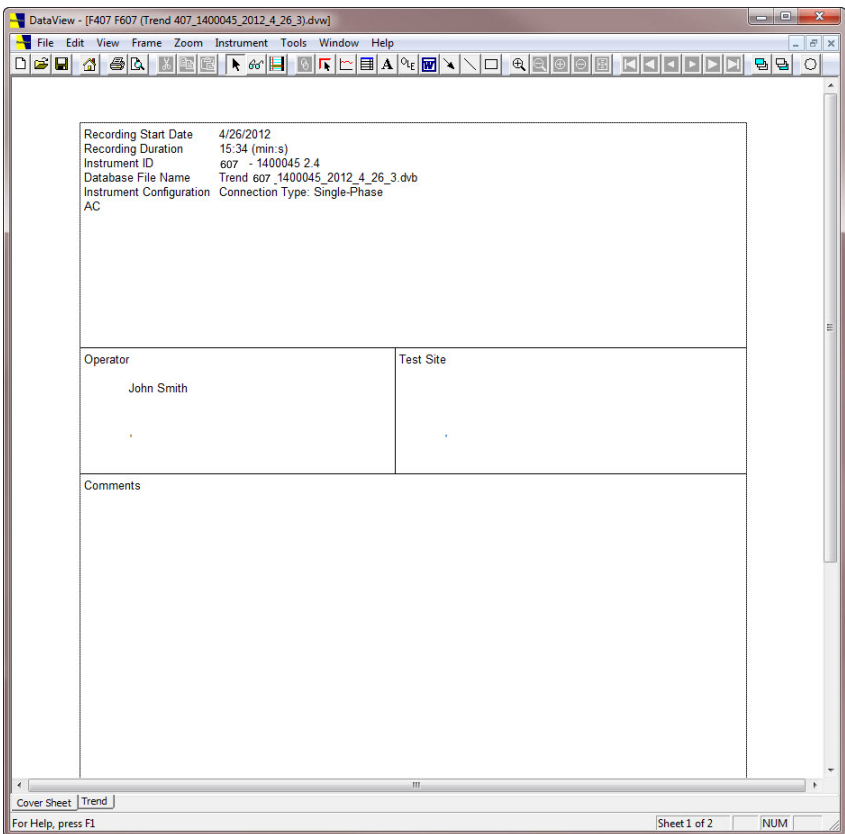 DataView - [F407 F607 (Trend 407_1400045_2012_4_26_3).dvw]
File Edit View Frame Zoom Instrument Tools Window Help
A OLE W
Recording Start Date 4/26/2012
Recording Duration 15:34 (min:s)
Instrument ID 607 - 1400045 2.4
Database File Name Trend 607_1400045_2012_4_26_3.dvb
Instrument Configuration Connection Type: Single-Phase
AC
Operator Test Site
John Smith
, ,
Comments
Cover Sheet Trend
For Help, press F1 Sheet 1 of 2 NUM